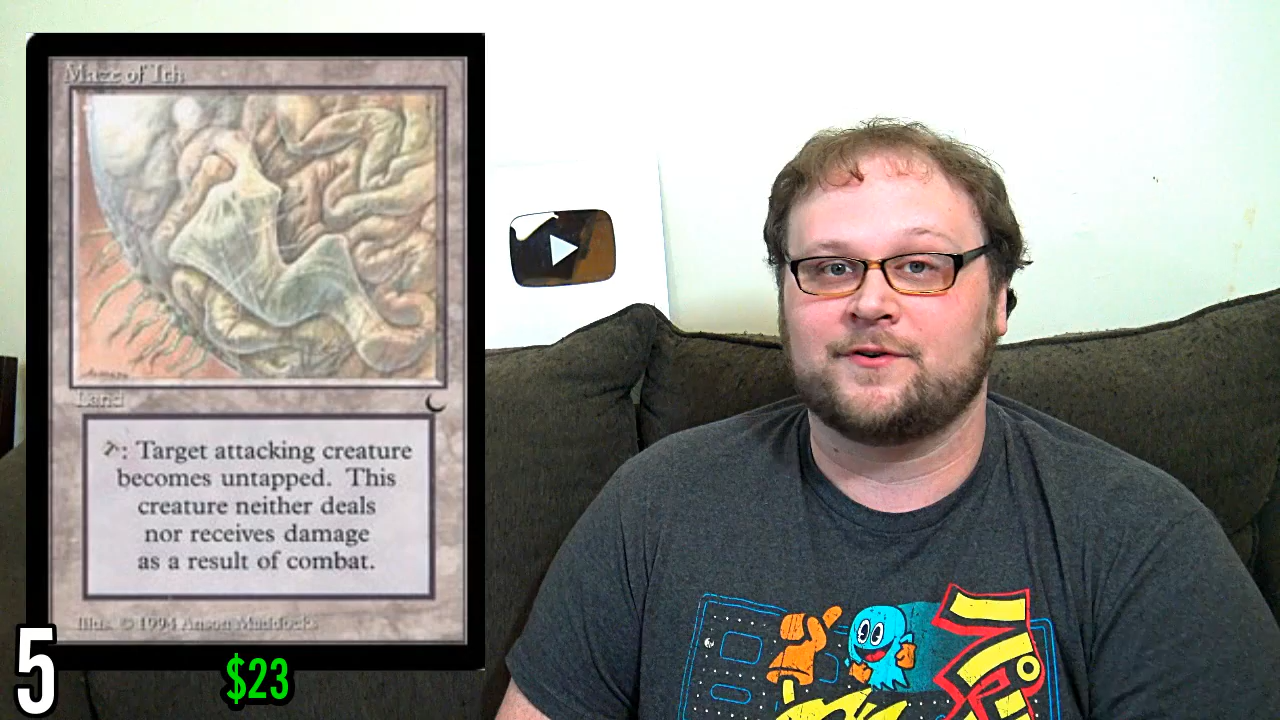 Maze of Ith
Land
: Target attacking creature
becomes untapped. This
creature neither deals
nor receives damage
as a result of combat.
Illus. © 1994 Anson Maddocks
5
$23